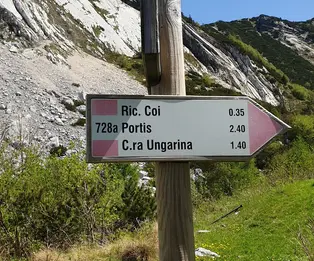 Ric. Coi 0.35
728a Portis 2.40
C.ra Ungarina 1.40